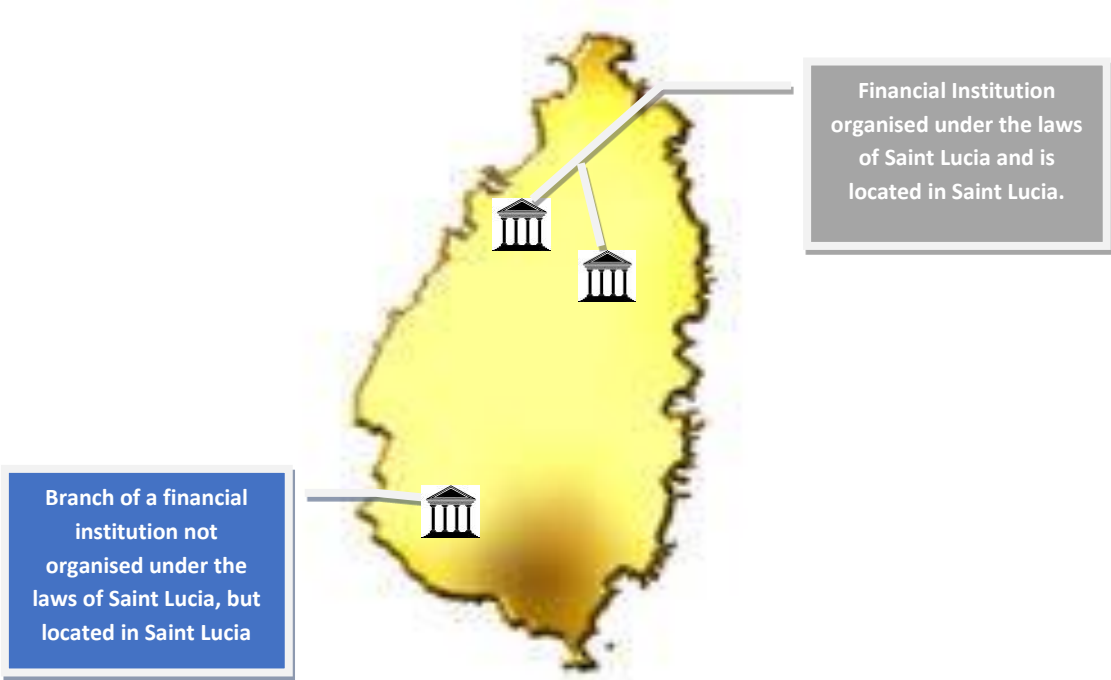 Financial Institution
organised under the laws
of Saint Lucia and is
located in Saint Lucia.
Branch of a financial
institution not
organised under the
laws of Saint Lucia, but
located in Saint Lucia